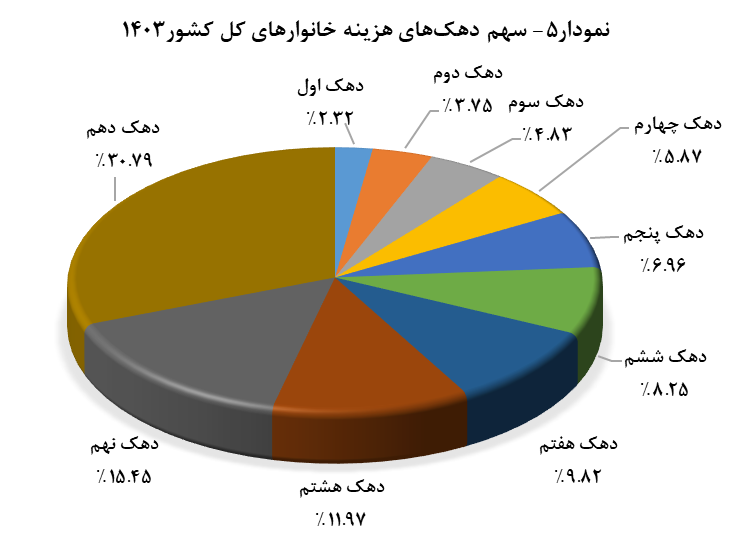 نمودار۵- سهم دهک‌های هزینه خانوارهای کل کشور۱۴۰۳
دهک اول
٪۲.۳۲
دهک دوم
٪۳.۷۵
دهک سوم
٪۴.۸۳
دهک چهارم
٪۵.۸۷
دهک پنجم
٪۶.۹۶
دهک ششم
٪۸.۲۵
دهک هفتم
٪۹.۸۲
دهک هشتم
٪۱۱.۹۷
دهک نهم
٪۱۵.۴۵
دهک دهم
٪۳۰.۷۹